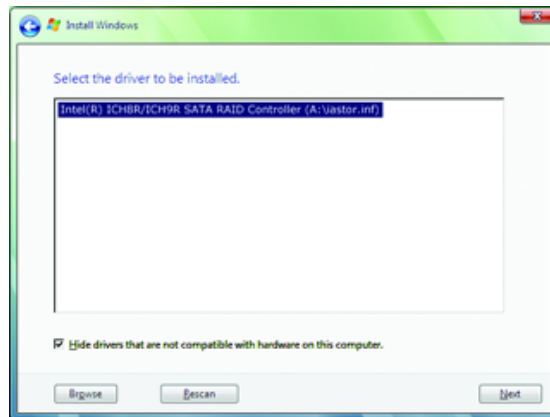 Install Windows
Select the driver to be installed.
Intel(R) ICH8R/ICH9R SATA RAID Controller (A:\iastor.inf)
Hide drivers that are not compatible with hardware on this computer.
Browse
Rescan
Next